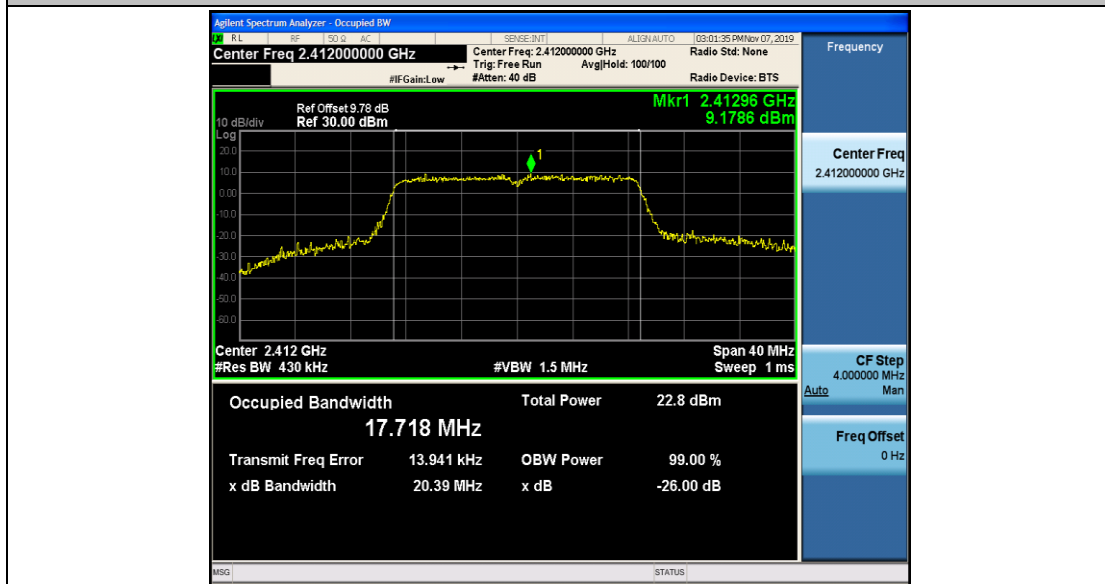 Agilent Spectrum Analyzer - Occupied BW
RL RF 50 Ω AC SENSE:INT ALIGNAUTO 03:01:35 PMNov 07, 2019
Center Freq 2.412000000 GHz
Center Freq: 2.412000000 GHz
Radio Std: None
Trig: Free Run Avg|Hold: 100/100
#IFGain:Low #Atten: 40 dB
Radio Device: BTS
Frequency
Ref Offset 9.78 dB
Mkr1 2.41296 GHz
10 dB/div Ref 30.00 dBm
9.1786 dBm
Log
20.0
1
10.0
0.00
-10.0
-20.0
-30.0
-40.0
-50.0
-60.0
Center 2.412 GHz
Span 40 MHz
#Res BW 430 kHz
#VBW 1.5 MHz
Sweep 1 ms
Center Freq
2.412000000 GHz
CF Step
4.000000 MHz
Auto Man
Freq Offset
0 Hz
Occupied Bandwidth
Total Power 22.8 dBm
17.718 MHz
Transmit Freq Error 13.941 kHz OBW Power 99.00 %
x dB Bandwidth 20.39 MHz x dB -26.00 dB
MSG STATUS